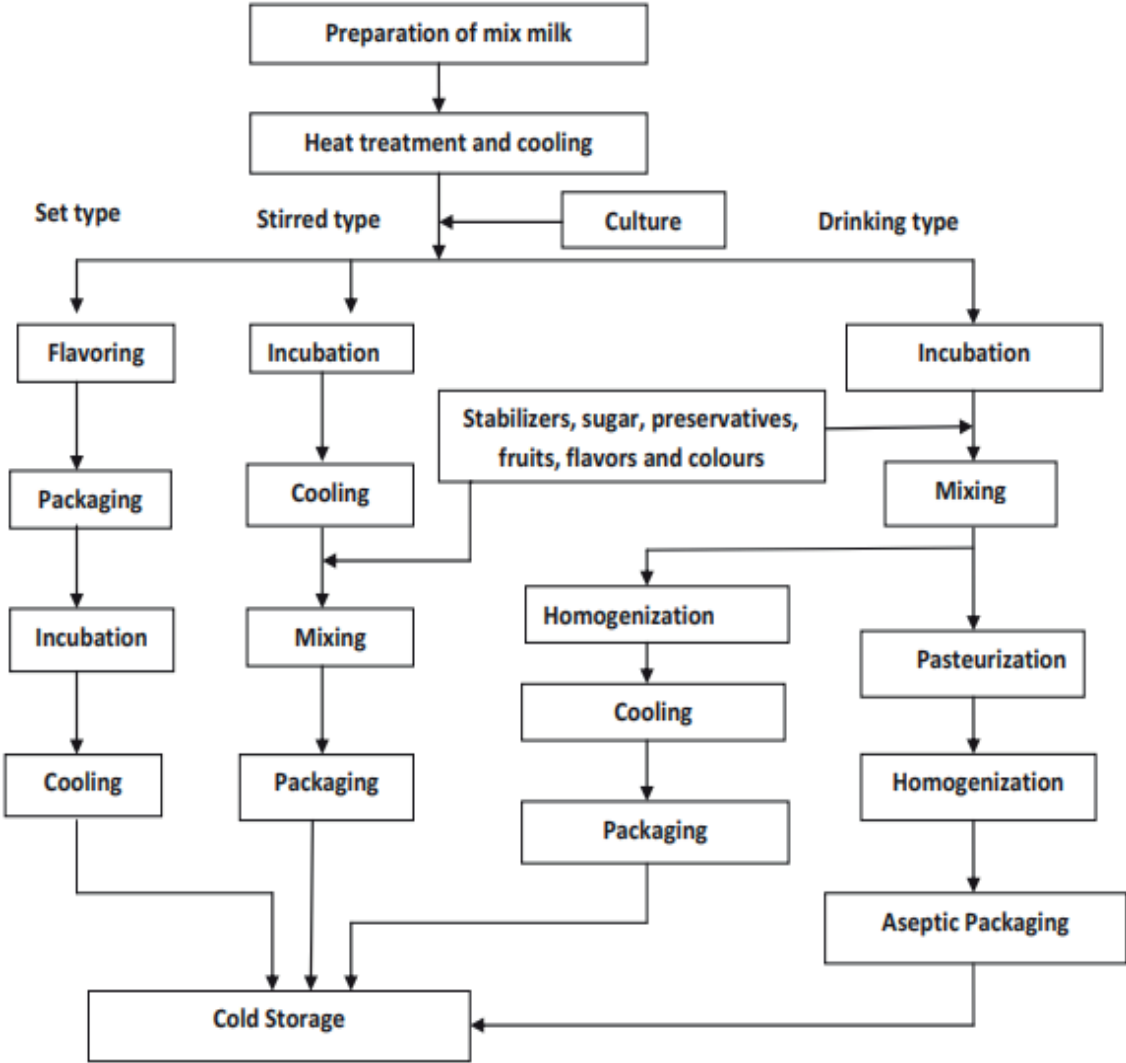 Preparation of mix milk
Heat treatment and cooling
Set type
Stirred type
Culture
Drinking type
Flavoring
Incubation
Incubation
Stabilizers, sugar, preservatives,
fruits, flavors and colours
Packaging
Cooling
Mixing
Homogenization
Incubation
Mixing
Pasteurization
Cooling
Cooling
Packaging
Homogenization
Packaging
Aseptic Packaging
Cold Storage